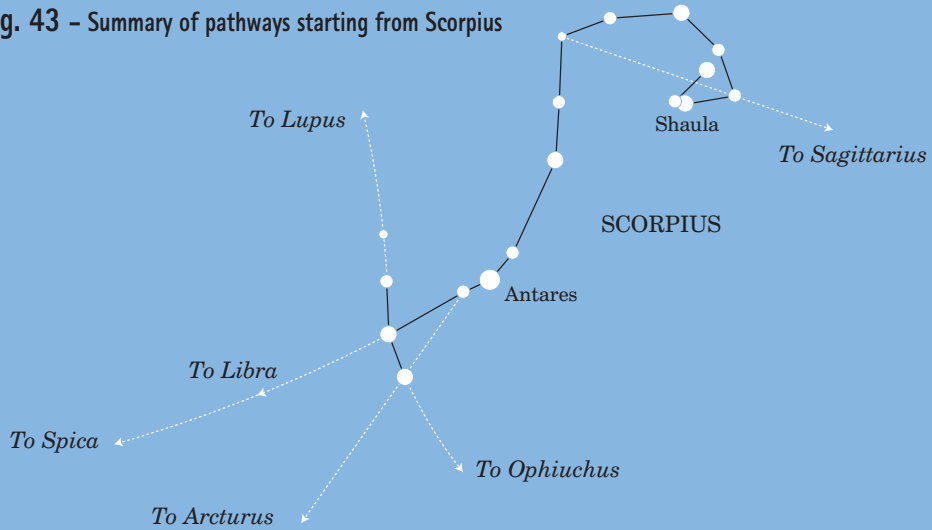 g. 43 – Summary of pathways starting from Scorpius
To Lupus
Shaula
To Sagittarius
SCORPIUS
Antares
To Libra
To Spica
To Ophiuchus
To Arcturus